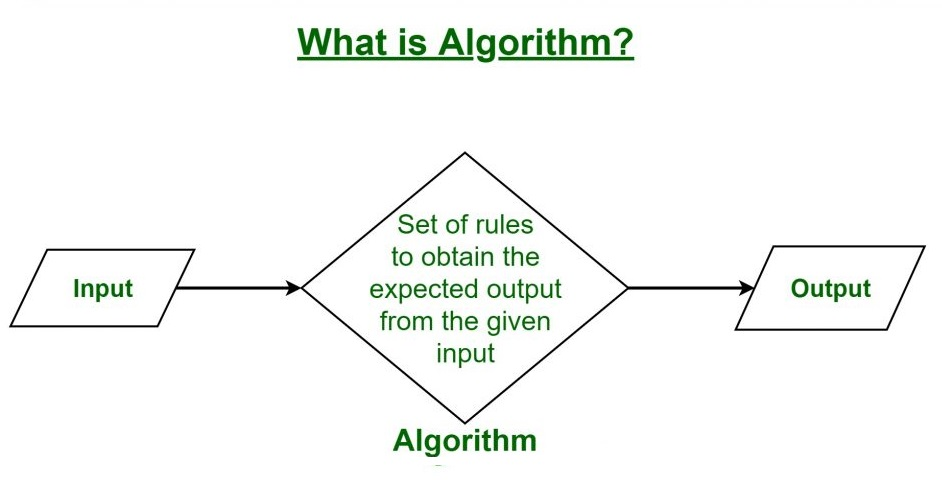 What is Algorithm?
Set of rules
to obtain the
Input
expected output
Output
from the given
input
Algorithm